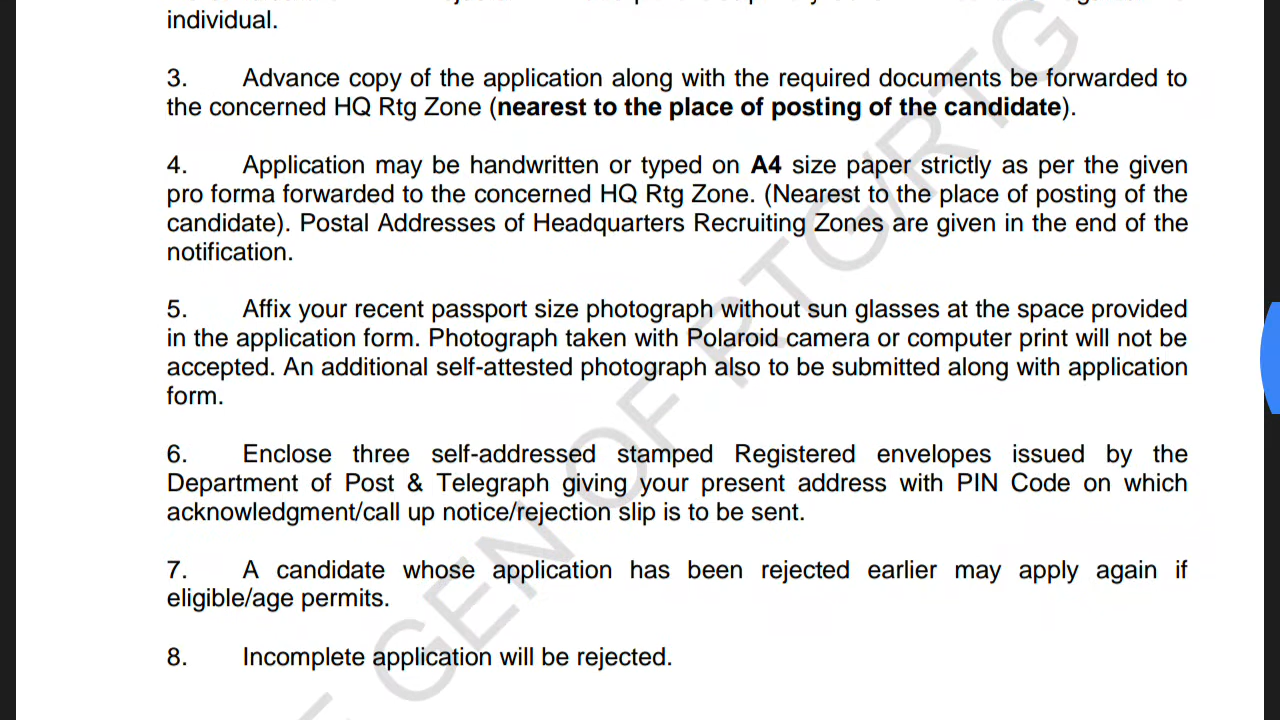 individual.
3. Advance copy of the application along with the required documents be forwarded to
the concerned HQ Rtg Zone (nearest to the place of posting of the candidate).
4. Application may be handwritten or typed on A4 size paper strictly as per the given
pro forma forwarded to the concerned HQ Rtg Zone. (Nearest to the place of posting of the
candidate). Postal Addresses of Headquarters Recruiting Zones are given in the end of the
notification.
5. Affix your recent passport size photograph without sun glasses at the space provided
in the application form. Photograph taken with Polaroid camera or computer print will not be
accepted. An additional self-attested photograph also to be submitted along with application
form.
6. Enclose three self-addressed stamped Registered envelopes issued by the
Department of Post & Telegraph giving your present address with PIN Code on which
acknowledgment/call up notice/rejection slip is to be sent.
7. A candidate whose application has been rejected earlier may apply again if
eligible/age permits.
8. Incomplete application will be rejected.
GEN OF RTG/RTG